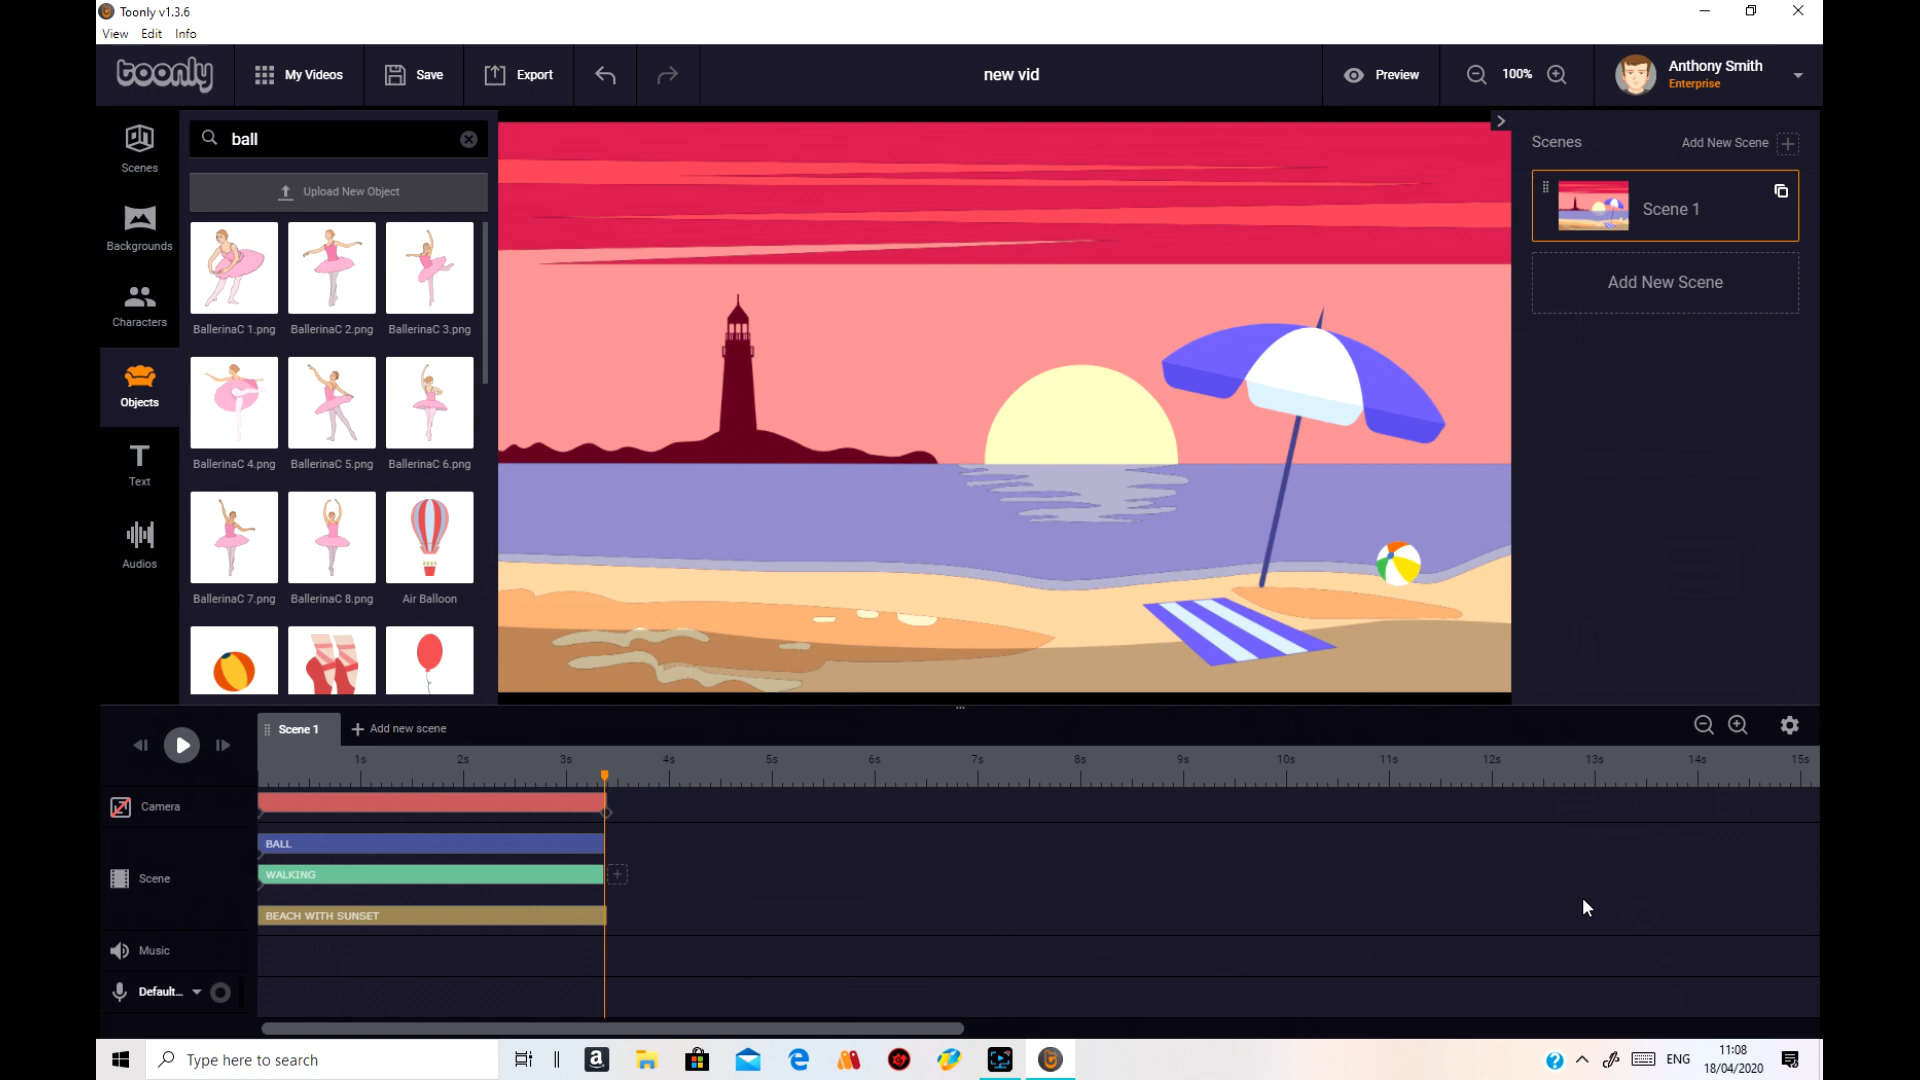 Toonly v1.3.6
View Edit Info
toonly
My Videos
Save
Export
new vid
Preview
100%
Anthony Smith
Enterprise
Scenes
Backgrounds
Characters
Objects
Text
Audios
ball
Upload New Object
BallerinaC 1.png BallerinaC 2.png BallerinaC 3.png
BallerinaC 4.png BallerinaC 5.png BallerinaC 6.png
BallerinaC 7.png BallerinaC 8.png Air Balloon
Scenes Add New Scene
Scene 1
Add New Scene
Scene 1 Add new scene
1s 2s 3s 4s 5s 6s 7s 8s 9s 10s 11s 12s 13s 14s 15s
Camera
BALL
Scene
WALKING
BEACH WITH SUNSET
Music
Default...
Type here to search
ENG
11:08
18/04/2020